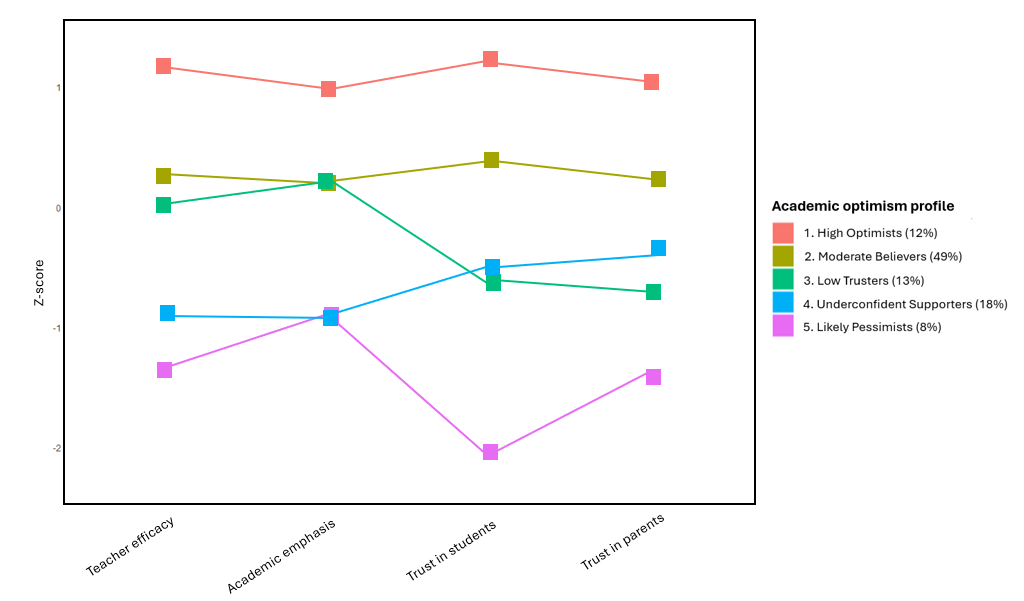 1
0
-1
-2
Z-score
Teacher efficacy
Academic emphasis
Trust in students
Trust in parents
Academic optimism profile
1. High Optimists (12%)
2. Moderate Believers (49%)
3. Low Trusters (13%)
4. Underconfident Supporters (18%)
5. Likely Pessimists (8%)